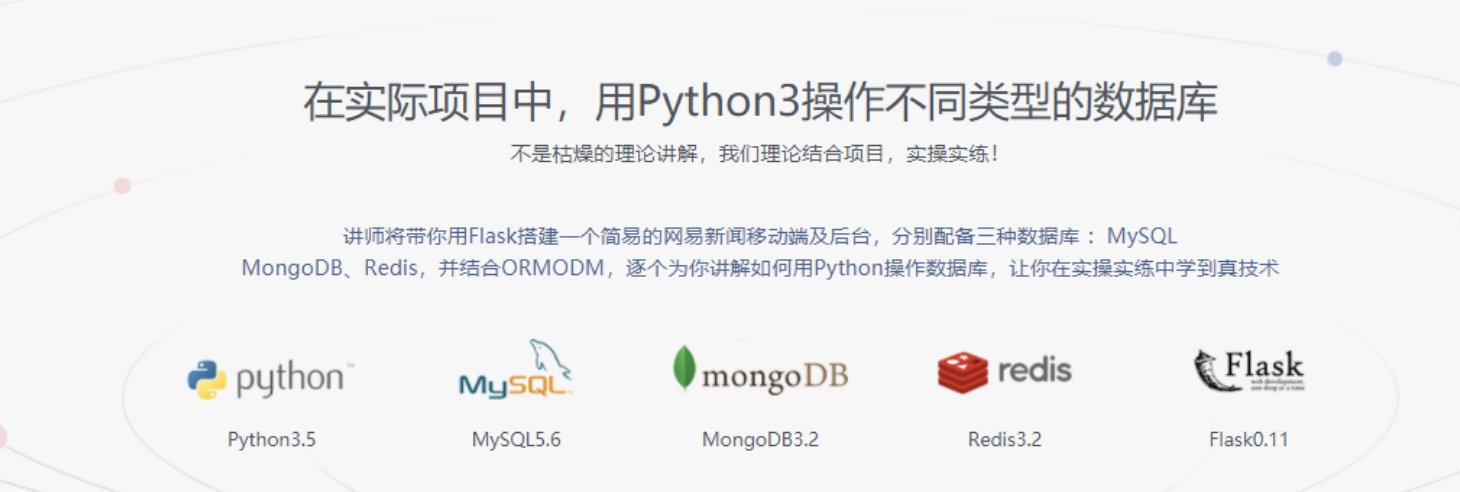 在实际项目中，用Python3操作不同类型的数据库
不是枯燥的理论讲解，我们理论结合项目，实操实练！
讲师将带你用Flask搭建一个简易的网易新闻移动端及后台，分别配备三种数据库： MySQL
MongoDB、Redis，并结合ORMODM，逐个为你讲解如何用Python操作数据库，让你在实操实练中学到真技术
python™ MySQL mongoDB redis Flask
web development,
one drop at a time
Python3.5 MySQL5.6 MongoDB3.2 Redis3.2 Flask0.11